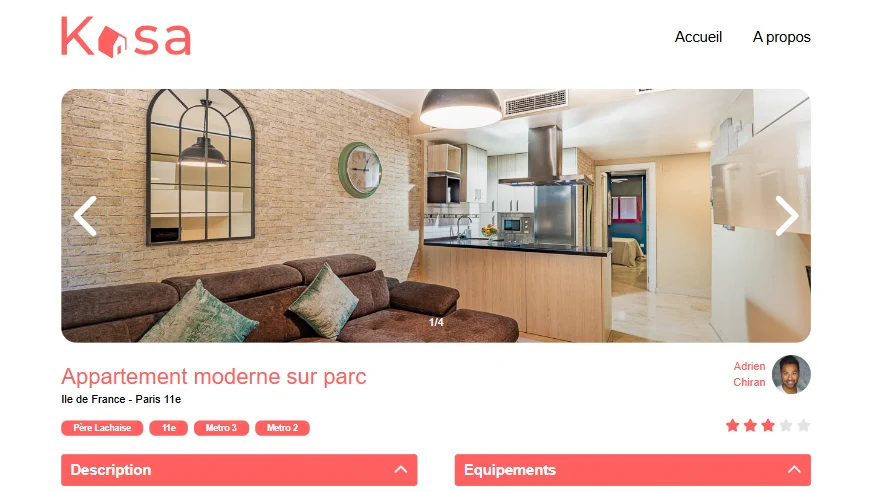 Kasa
Accueil
A propos
1/4
Appartement moderne sur parc
Ile de France - Paris 11e
Adrien
Chiran
Père Lachaise
11e
Metro 3
Metro 2
Description
Equipements